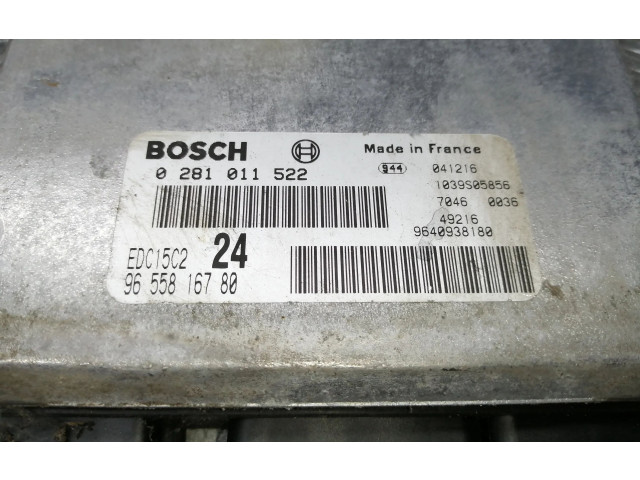 BOSCH
Made in France
0 281 011 522
944
041216
1039S05856
7046 0036
49216
9640938180
EDC15C2 24
96 558 167 80